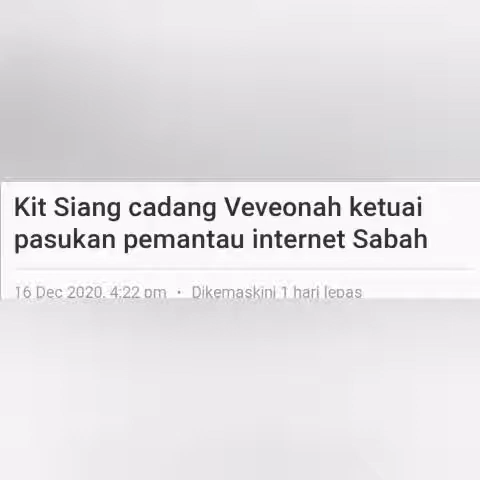 Kit Siang cadang Veveonah ketuai
pasukan pemantau internet Sabah
16 Dec 2020, 4:22 pm · Dikemaskini 1 hari lepas